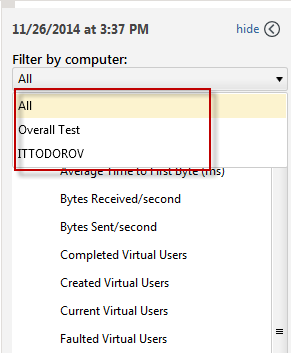 11/26/2014 at 3:37 PM hide
Filter by computer:
All
All
Overall Test
ITTODOROV
Average Time to First Byte (ms)
Bytes Received/second
Bytes Sent/second
Completed Virtual Users
Created Virtual Users
Current Virtual Users
Faulted Virtual Users